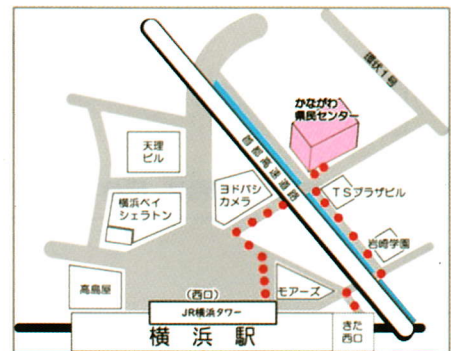 環状1号
かながわ
県民センター
首都高速道路
天理
ビル
ヨドバシ
カメラ
TSプラザビル
横浜ベイ
シェラトン
岩崎学園
高島屋
(西口)
モアーズ
JR横浜タワー
横浜駅
きた
西口